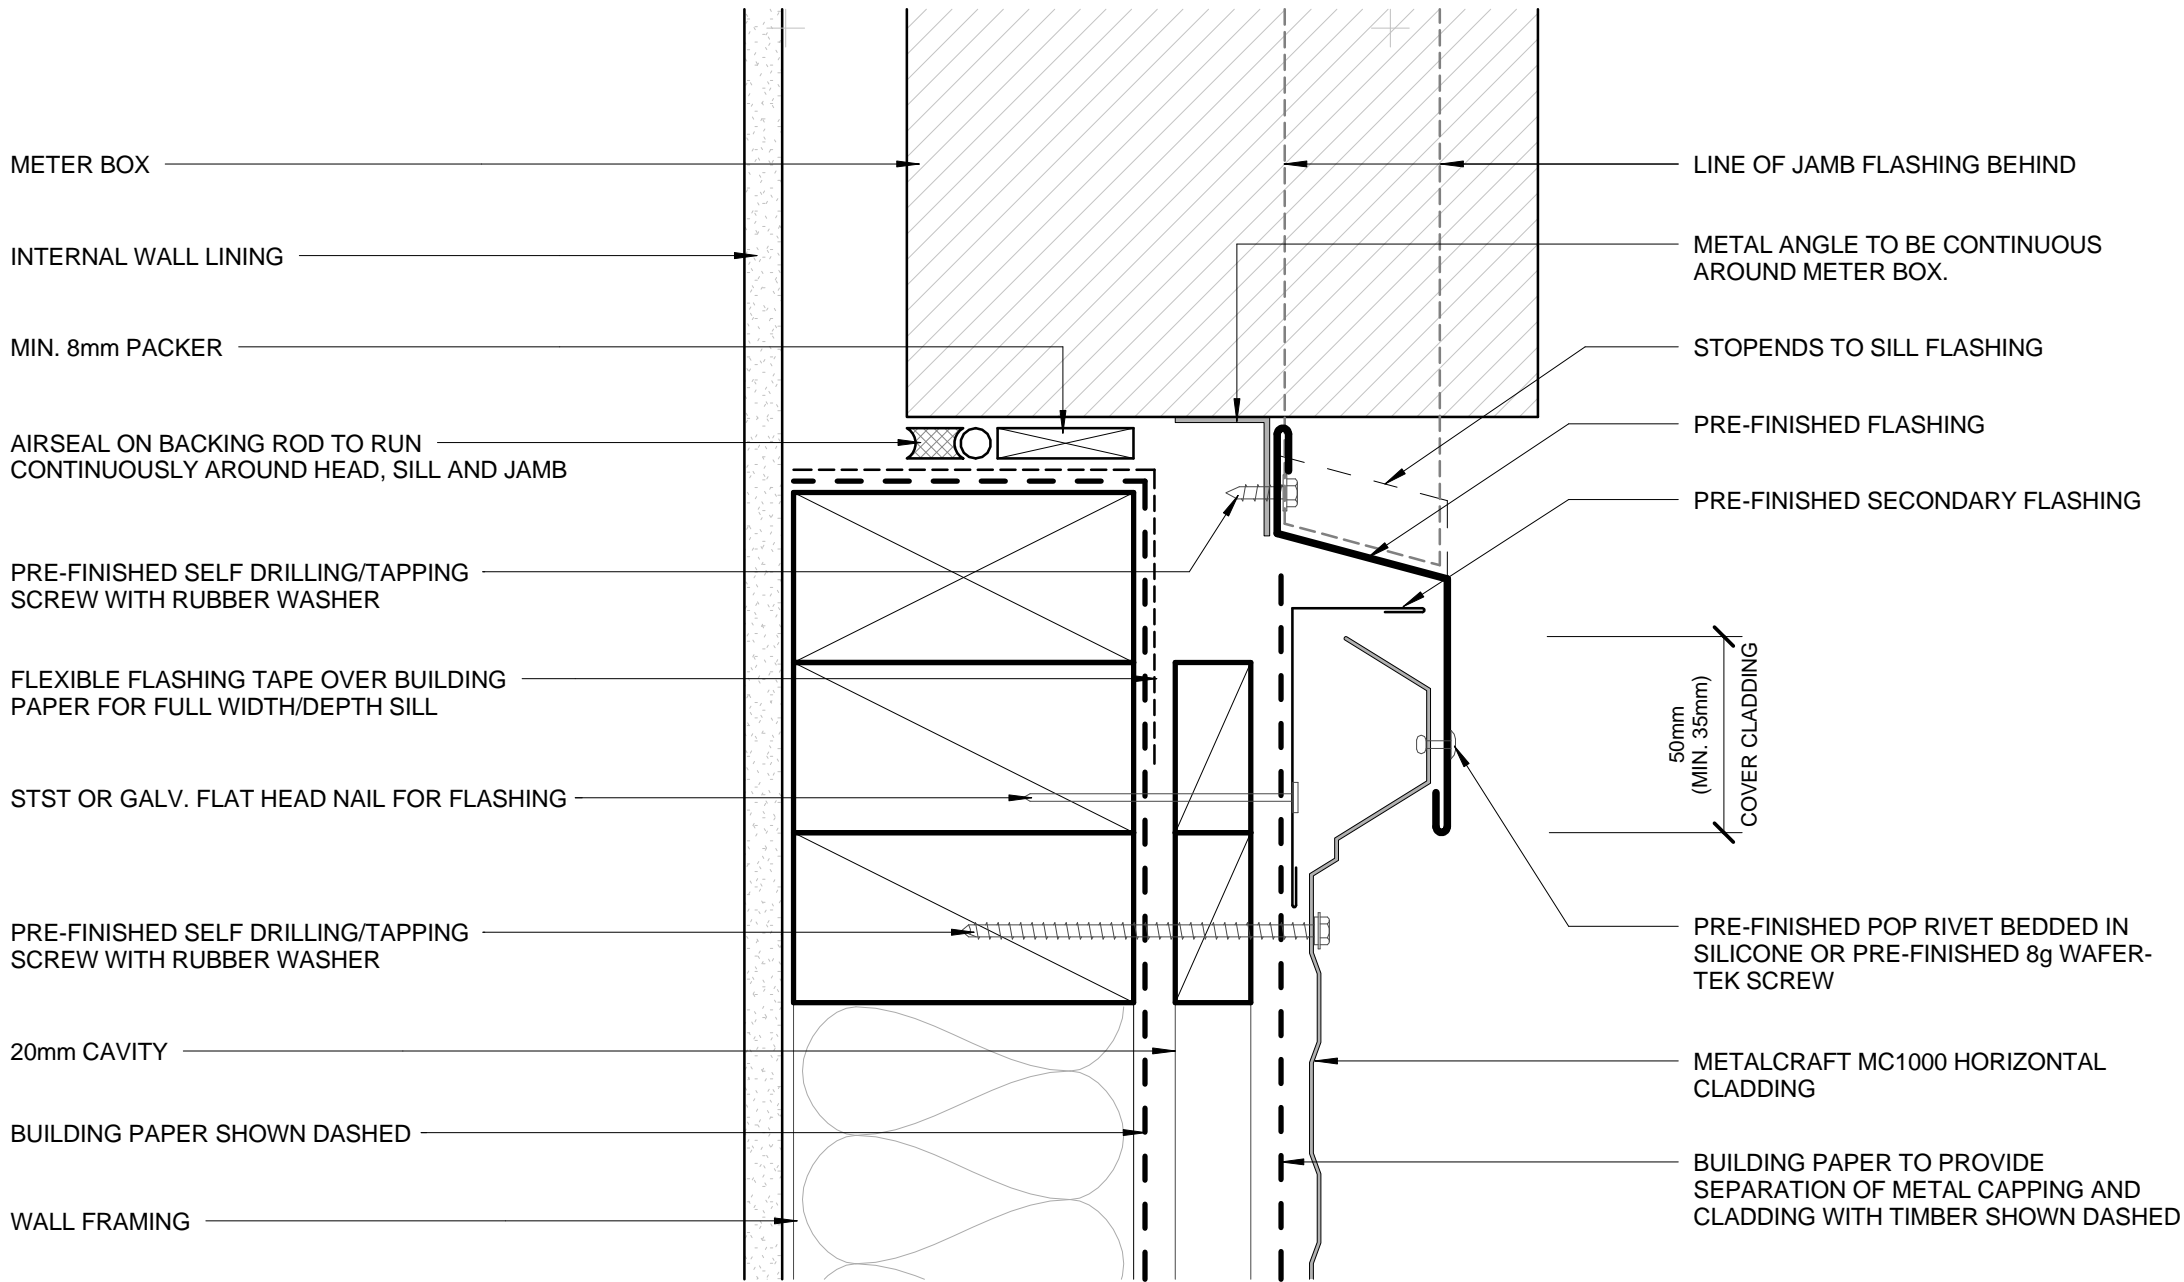 METER BOX
INTERNAL WALL LINING
MIN. 8mm PACKER
AIRSEAL ON BACKING ROD TO RUN
CONTINUOUSLY AROUND HEAD, SILL AND JAMB
PRE-FINISHED SELF DRILLING/TAPPING
SCREW WITH RUBBER WASHER
FLEXIBLE FLASHING TAPE OVER BUILDING
PAPER FOR FULL WIDTH/DEPTH SILL
STST OR GALV. FLAT HEAD NAIL FOR FLASHING
PRE-FINISHED SELF DRILLING/TAPPING
SCREW WITH RUBBER WASHER
20mm CAVITY
BUILDING PAPER SHOWN DASHED
WALL FRAMING
LINE OF JAMB FLASHING BEHIND
METAL ANGLE TO BE CONTINUOUS
AROUND METER BOX.
STOPENDS TO SILL FLASHING
PRE-FINISHED FLASHING
PRE-FINISHED SECONDARY FLASHING
50mm
(MIN. 35mm)
COVER CLADDING
PRE-FINISHED POP RIVET BEDDED IN
SILICONE OR PRE-FINISHED 8g WAFER-
TEK SCREW
METALCRAFT MC1000 HORIZONTAL
CLADDING
BUILDING PAPER TO PROVIDE
SEPARATION OF METAL CAPPING AND
CLADDING WITH TIMBER SHOWN DASHED